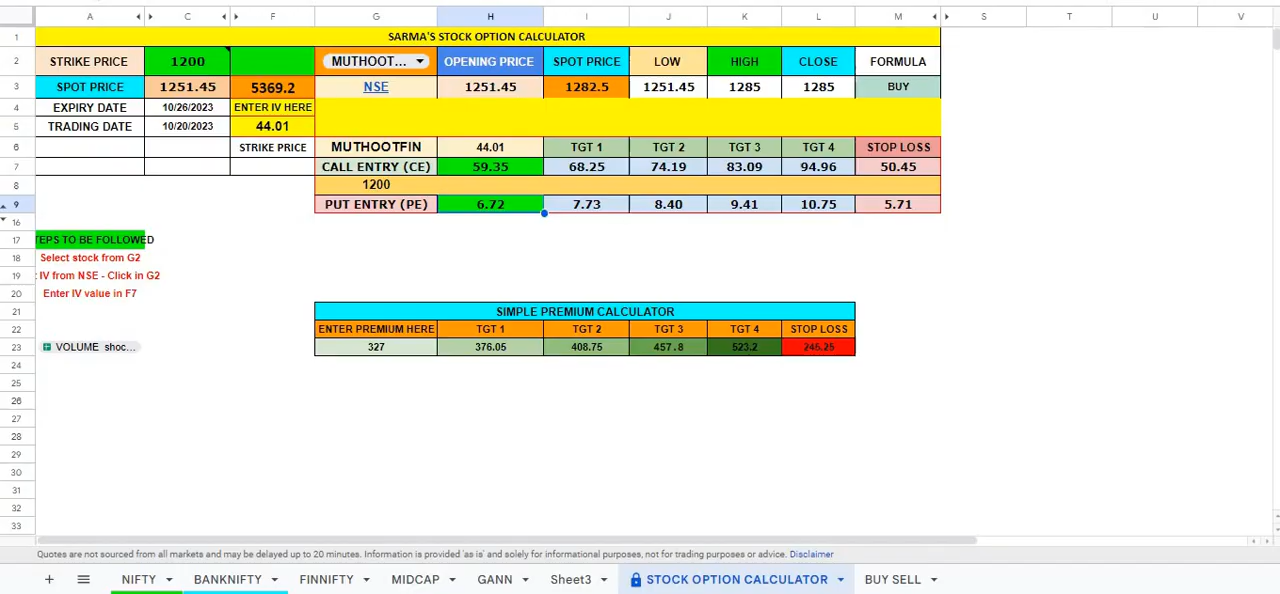 A C F G H I J K L M S T U V
1 SARMA'S STOCK OPTION CALCULATOR
2 STRIKE PRICE 1200 MUTHOOT... OPENING PRICE SPOT PRICE LOW HIGH CLOSE FORMULA
3 SPOT PRICE 1251.45 5369.2 NSE 1251.45 1282.5 1251.45 1285 1285 BUY
4 EXPIRY DATE 10/26/2023 ENTER IV HERE
5 TRADING DATE 10/20/2023 44.01
6 STRIKE PRICE MUTHOOTFIN 44.01 TGT 1 TGT 2 TGT 3 TGT 4 STOP LOSS
7 CALL ENTRY (CE) 59.35 68.25 74.19 83.09 94.96 50.45
8 1200
9 PUT ENTRY (PE) 6.72 7.73 8.40 9.41 10.75 5.71
16
17 TEPS TO BE FOLLOWED
18 Select stock from G2
19 : IV from NSE - Click in G2
20 Enter IV value in F7
21 SIMPLE PREMIUM CALCULATOR
22 ENTER PREMIUM HERE TGT 1 TGT 2 TGT 3 TGT 4 STOP LOSS
23 VOLUME shoc... 327 376.05 408.75 457.8 523.2 245.25
24
25
26
27
28
29
30
31
32
33
Quotes are not sourced from all markets and may be delayed up to 20 minutes. Information is provided 'as is' and solely for informational purposes, not for trading purposes or advice. Disclaimer
+ NIFTY BANKNIFTY FINNIFTY MIDCAP GANN Sheet3 STOCK OPTION CALCULATOR BUY SELL